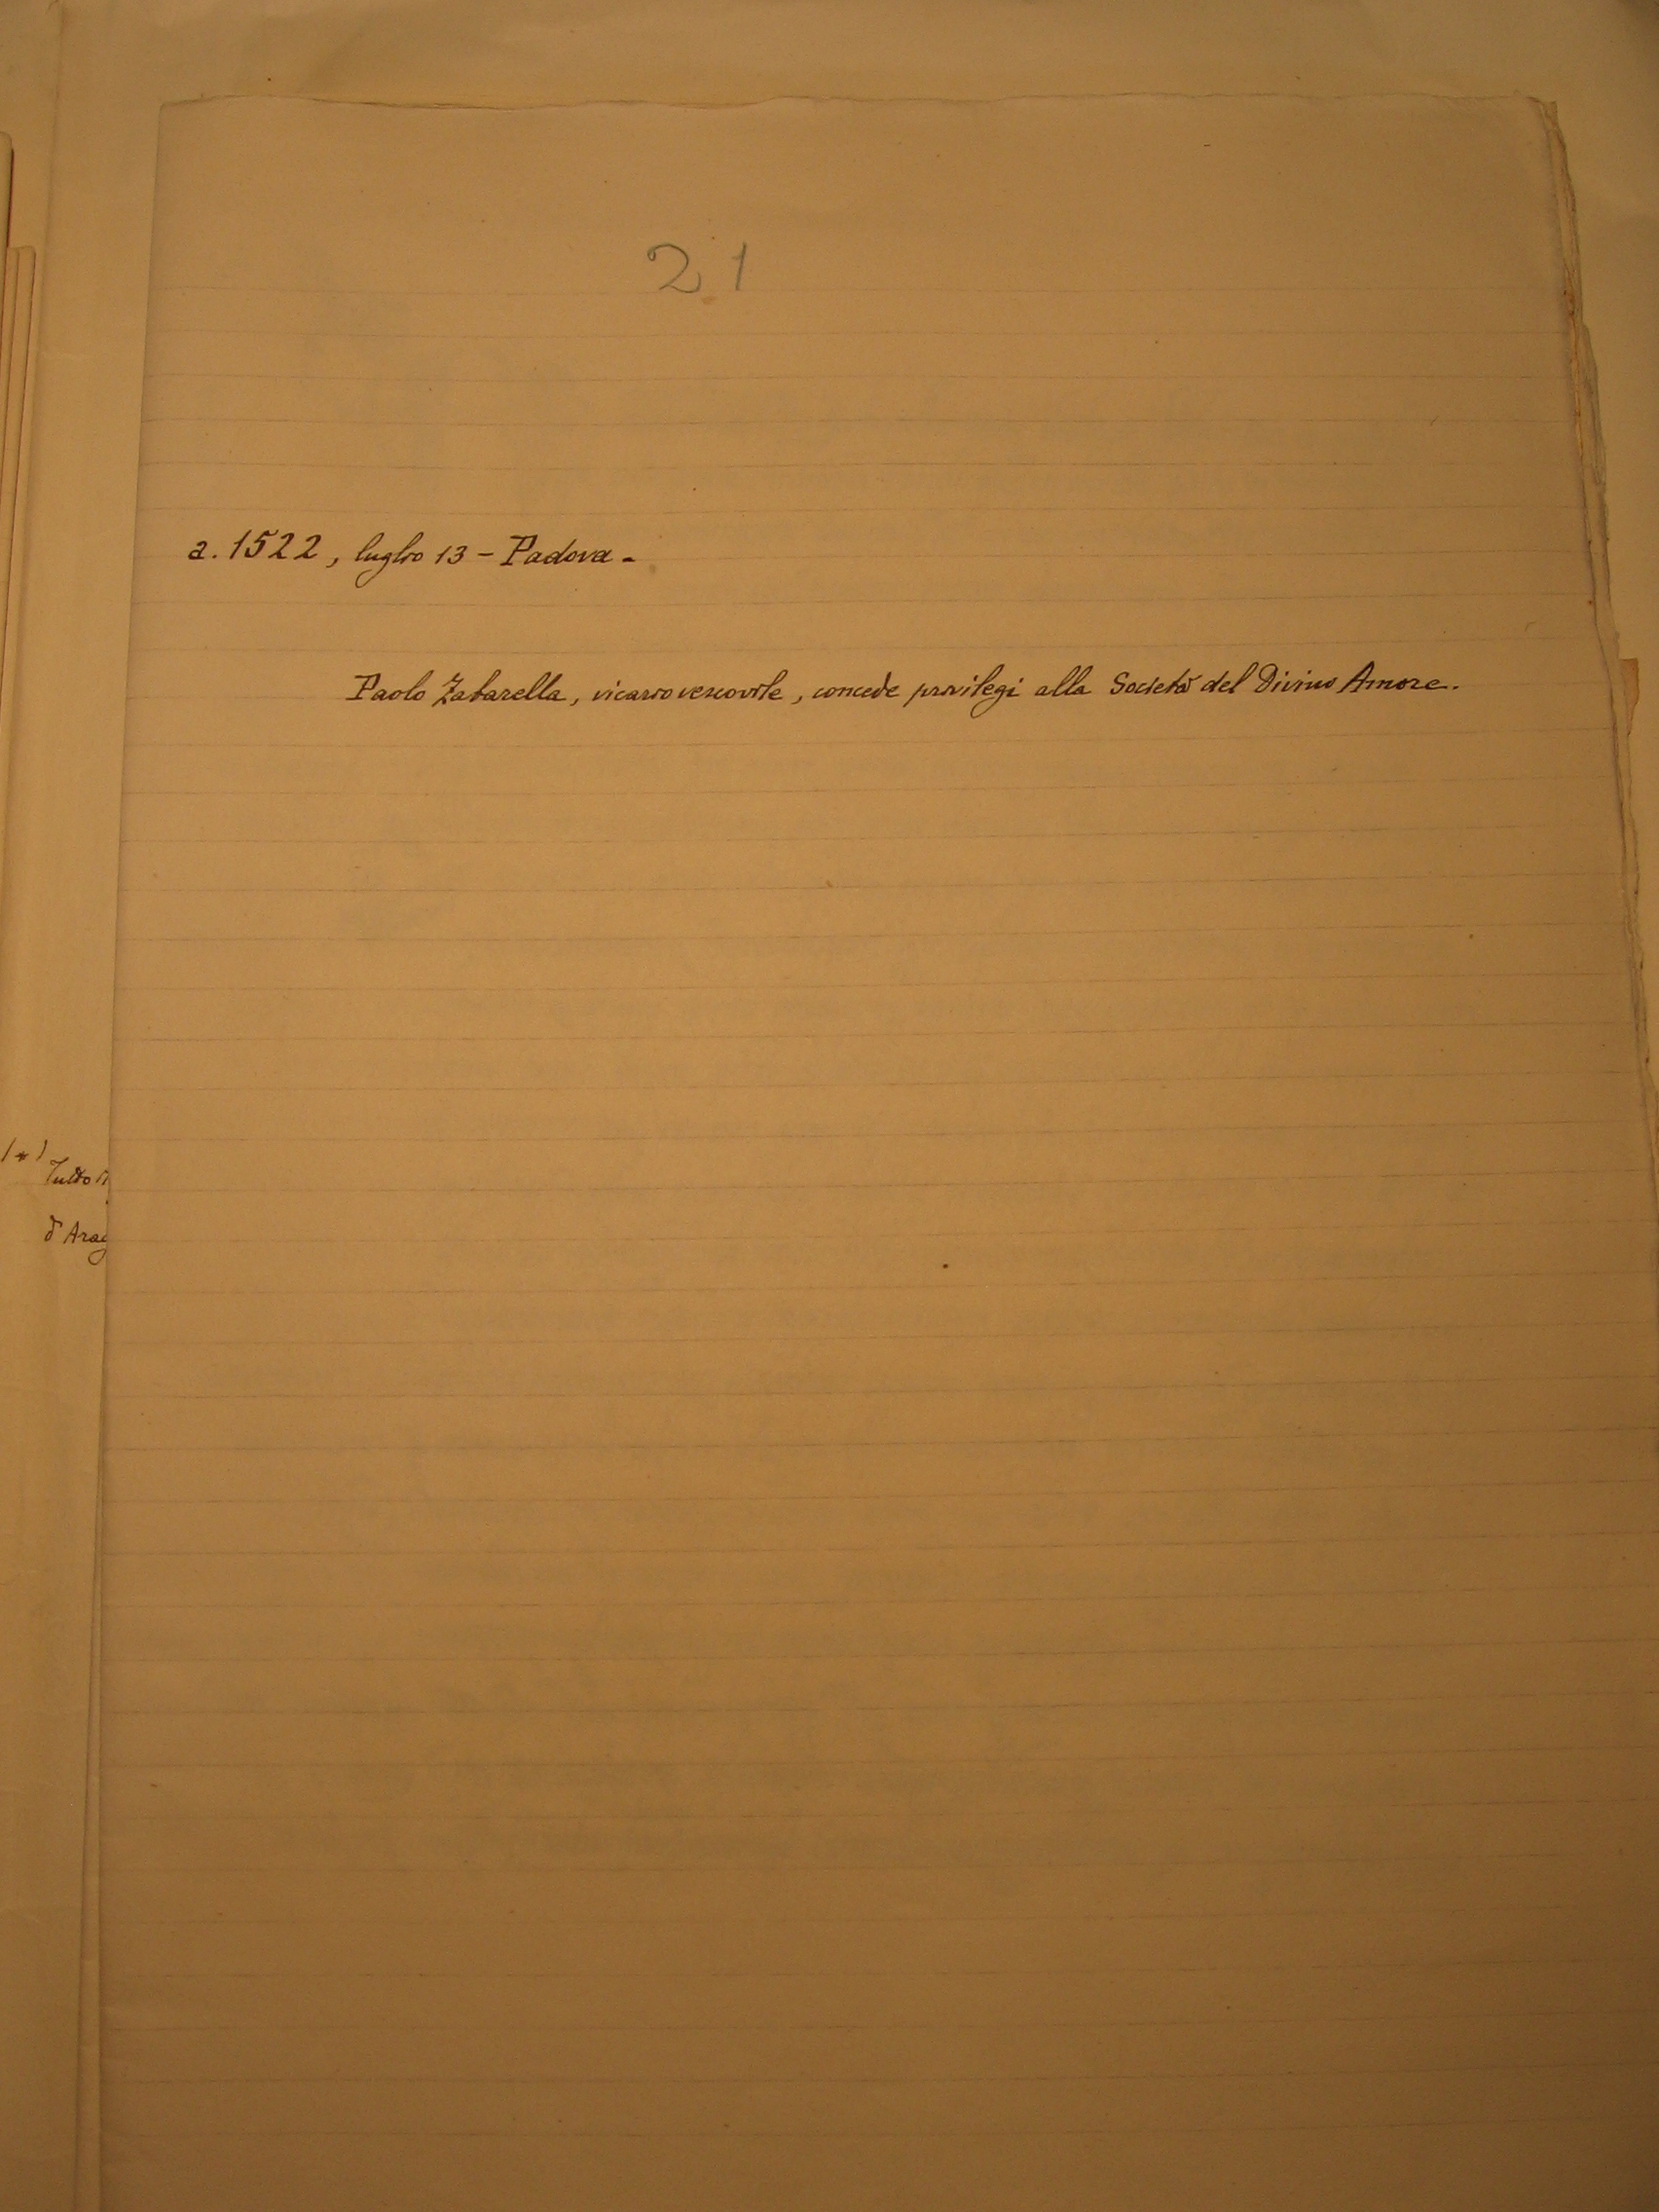 21
a. 1522, luglio 13 - Padova -
Paolo Zabarella, vicario vescovile, concede privilegi alla Società del Divino Amore.
(*)
Tutto
d'Arag